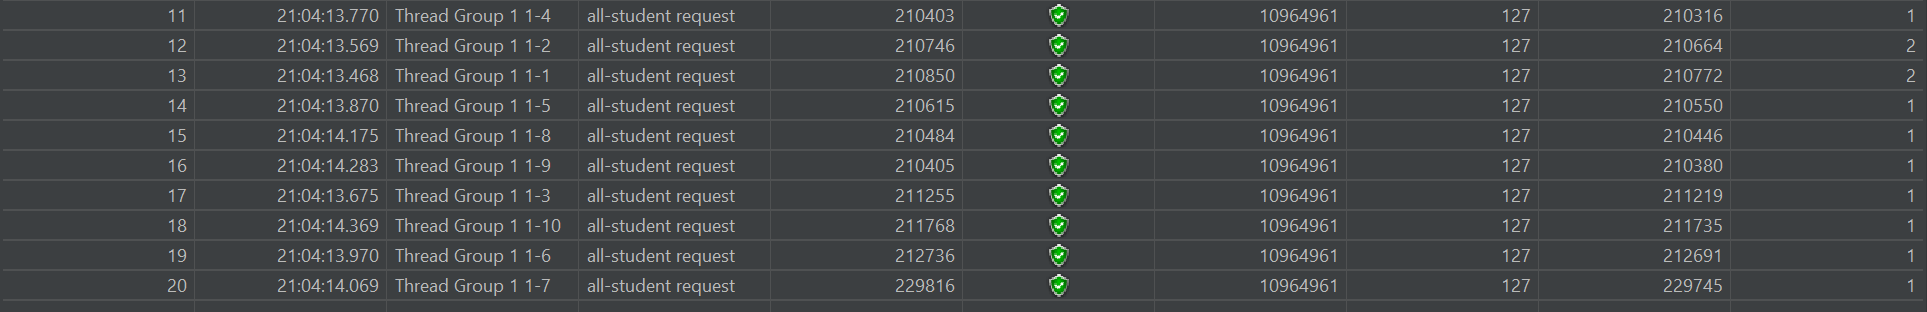 11 21:04:13.770 Thread Group 1 1-4 all-student request 210403 10964961 127 210316 1
12 21:04:13.569 Thread Group 1 1-2 all-student request 210746 10964961 127 210664 2
13 21:04:13.468 Thread Group 1 1-1 all-student request 210850 10964961 127 210772 2
14 21:04:13.870 Thread Group 1 1-5 all-student request 210615 10964961 127 210550 1
15 21:04:14.175 Thread Group 1 1-8 all-student request 210484 10964961 127 210446 1
16 21:04:14.283 Thread Group 1 1-9 all-student request 210405 10964961 127 210380 1
17 21:04:13.675 Thread Group 1 1-3 all-student request 211255 10964961 127 211219 1
18 21:04:14.369 Thread Group 1 1-10 all-student request 211768 10964961 127 211735 1
19 21:04:13.970 Thread Group 1 1-6 all-student request 212736 10964961 127 212691 1
20 21:04:14.069 Thread Group 1 1-7 all-student request 229816 10964961 127 229745 1